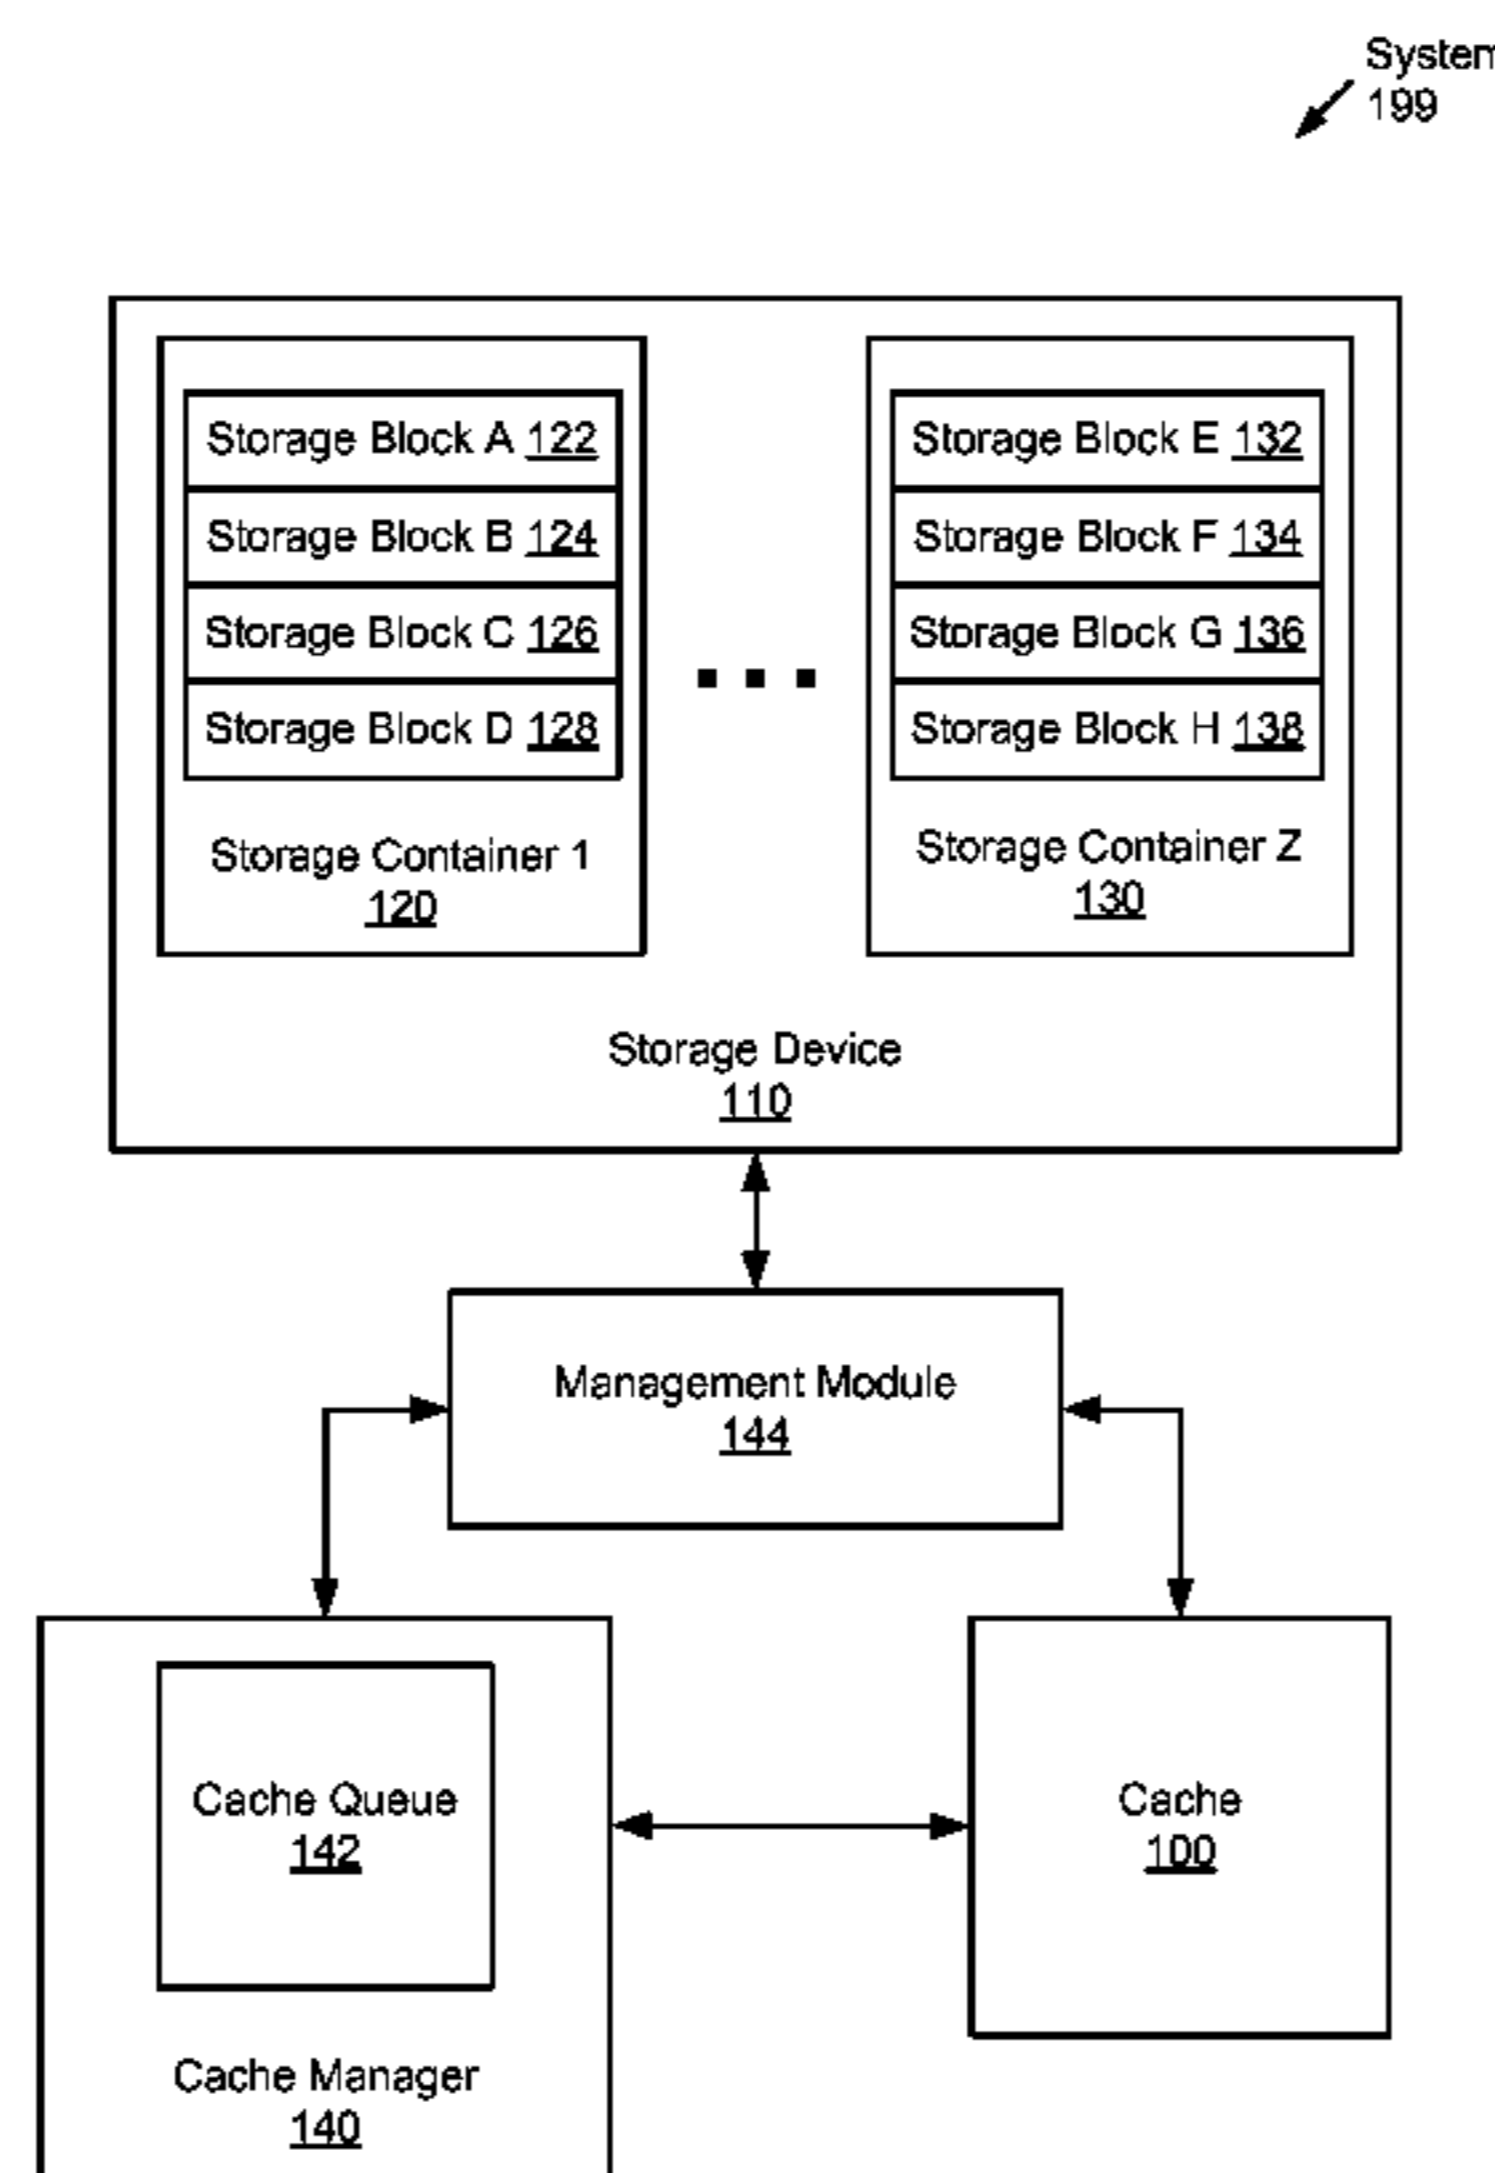 System
199
Storage Block A 122
Storage Block B 124
Storage Block C 126
Storage Block D 128
Storage Container 1
120
Storage Block E 132
Storage Block F 134
Storage Block G 136
Storage Block H 138
Storage Container Z
130
Storage Device
110
Management Module
144
Cache Queue
142
Cache Manager
140
Cache
100